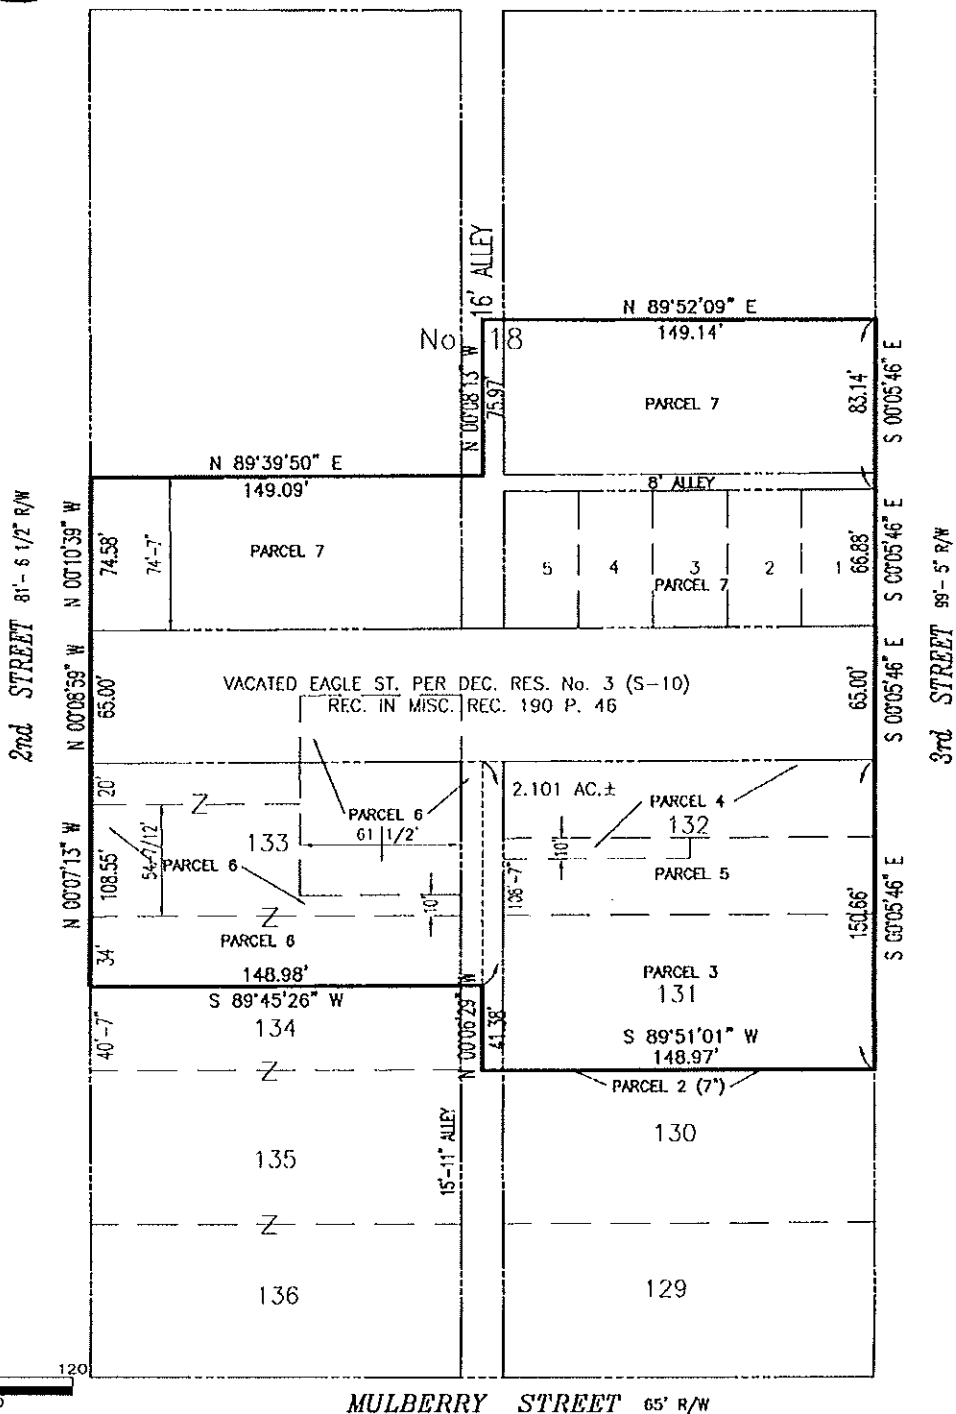 16' ALLEY
N 89°52'09" E
149.14'
No. 18
N 00°08'13" W
75.97'
PARCEL 7
83.14'
S 00°05'46" E
N 89°39'50" E
149.09'
8' ALLEY
N 00°10'39" W
74.58'
74'-7"
PARCEL 7
5 4 3 2 1
PARCEL 7
66.88'
S 00°05'46" E
2nd STREET 81'- 6 1/2" R/W
3rd STREET 99'- 5" R/W
N 00°08'59" W
65.00'
VACATED EAGLE ST. PER DEC. RES. No. 3 (S-10)
REC. IN MISC. REC. 190 P. 46
65.00'
S 00°05'46" E
20'
Z
2.101 AC.±
PARCEL 4
132
133
PARCEL 6
61 1/2'
10"
N 00°07'13" W
108.55'
54-7/12'
PARCEL 6
PARCEL 5
10"
150.66'
S 00°05'46" E
Z
34'
PARCEL 6
148.98'
S 89°45'26" W
PARCEL 3
131
40'-7"
134
N 00°06'29" W
41.38'
S 89°51'01" W
148.97'
Z
PARCEL 2 (7")
130
135
15'-11" ALLEY
Z
136
129
120
MULBERRY STREET 65' R/W